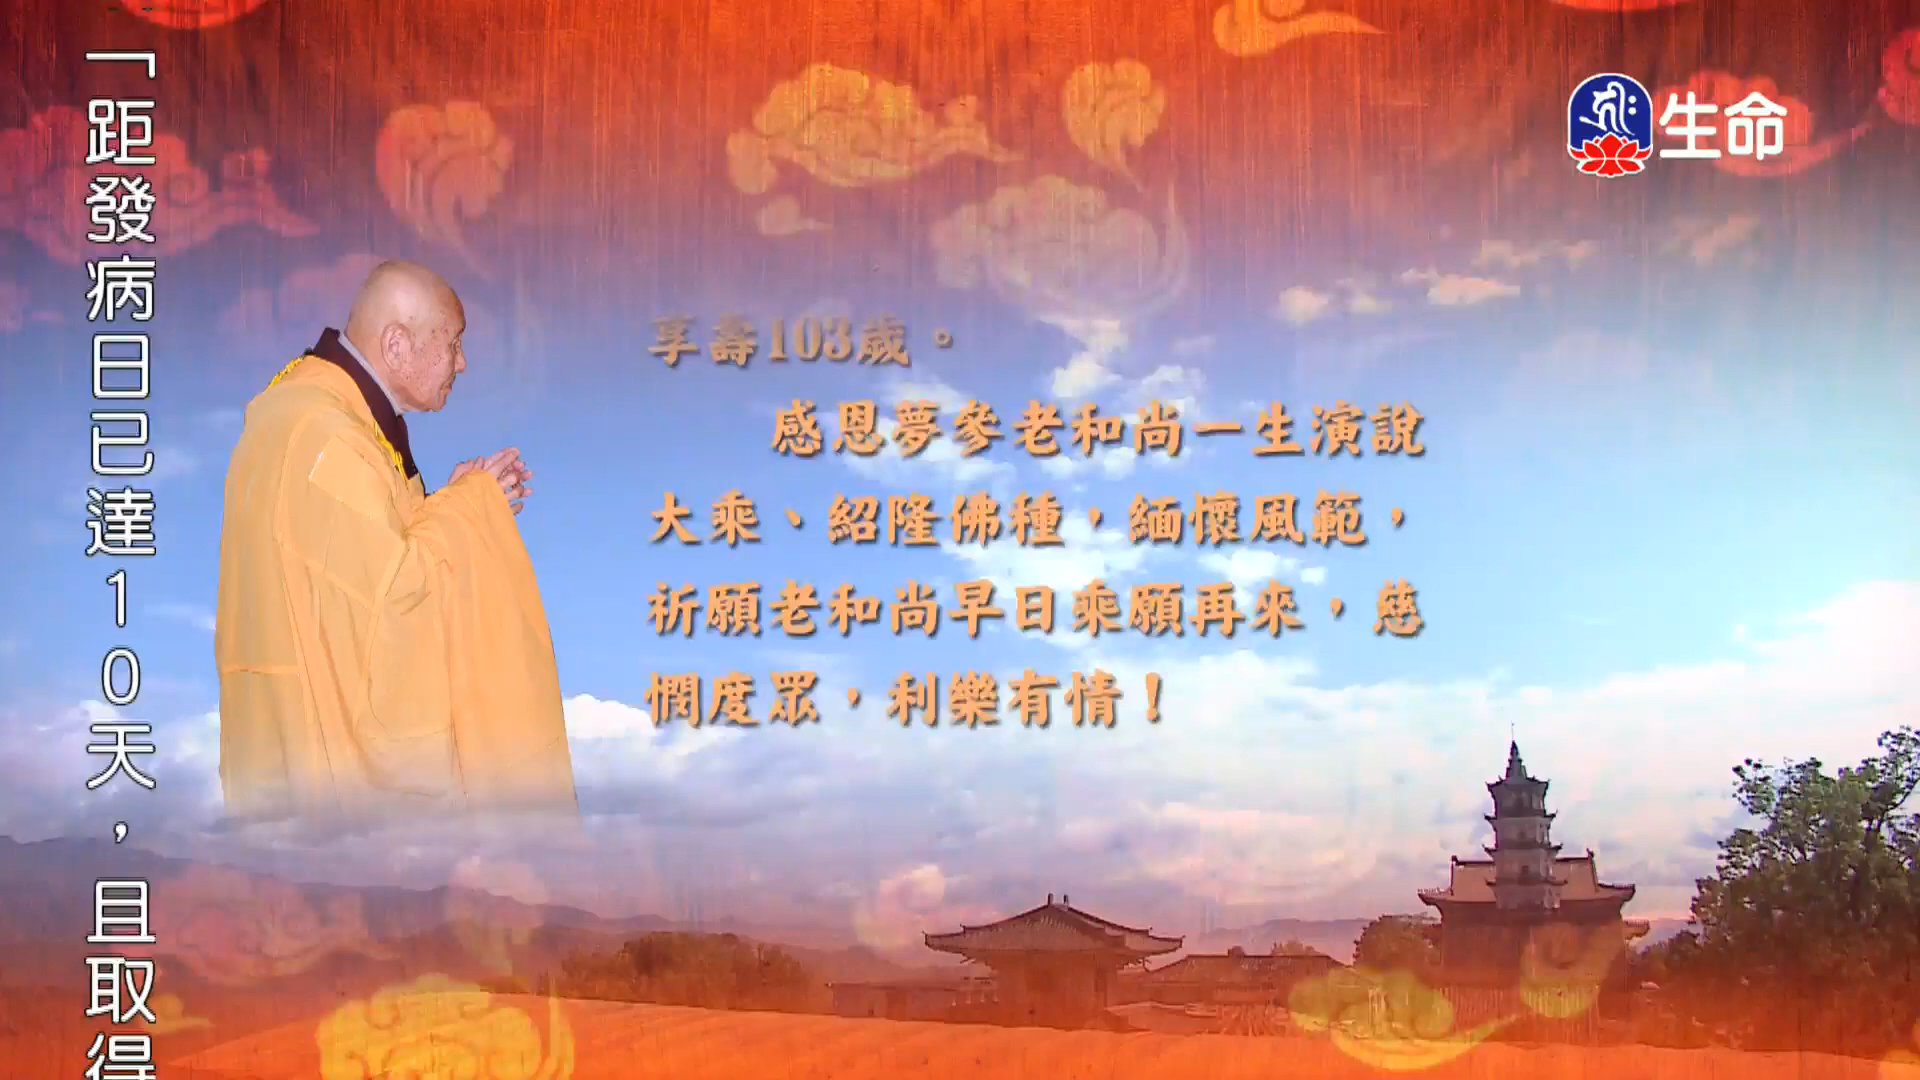 生命
「距發病日已達10天，且取得
享壽103歲。
感恩夢參老和尚一生演說
大乘、紹隆佛種，緬懷風範，
祈願老和尚早日乘願再來，慈
憫度眾，利樂有情！